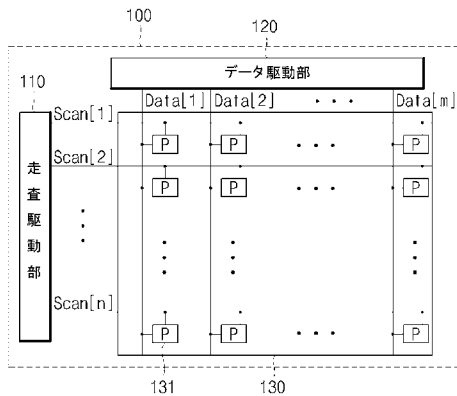 100
120
110
データ駆動部
Data[1] Data[2] ・・・ Data[m]
Scan[1]
P P ・・・ P
Scan[2]
P P ・・・ P
走査駆動部
Scan[n]
P P ・・・ P
131
130